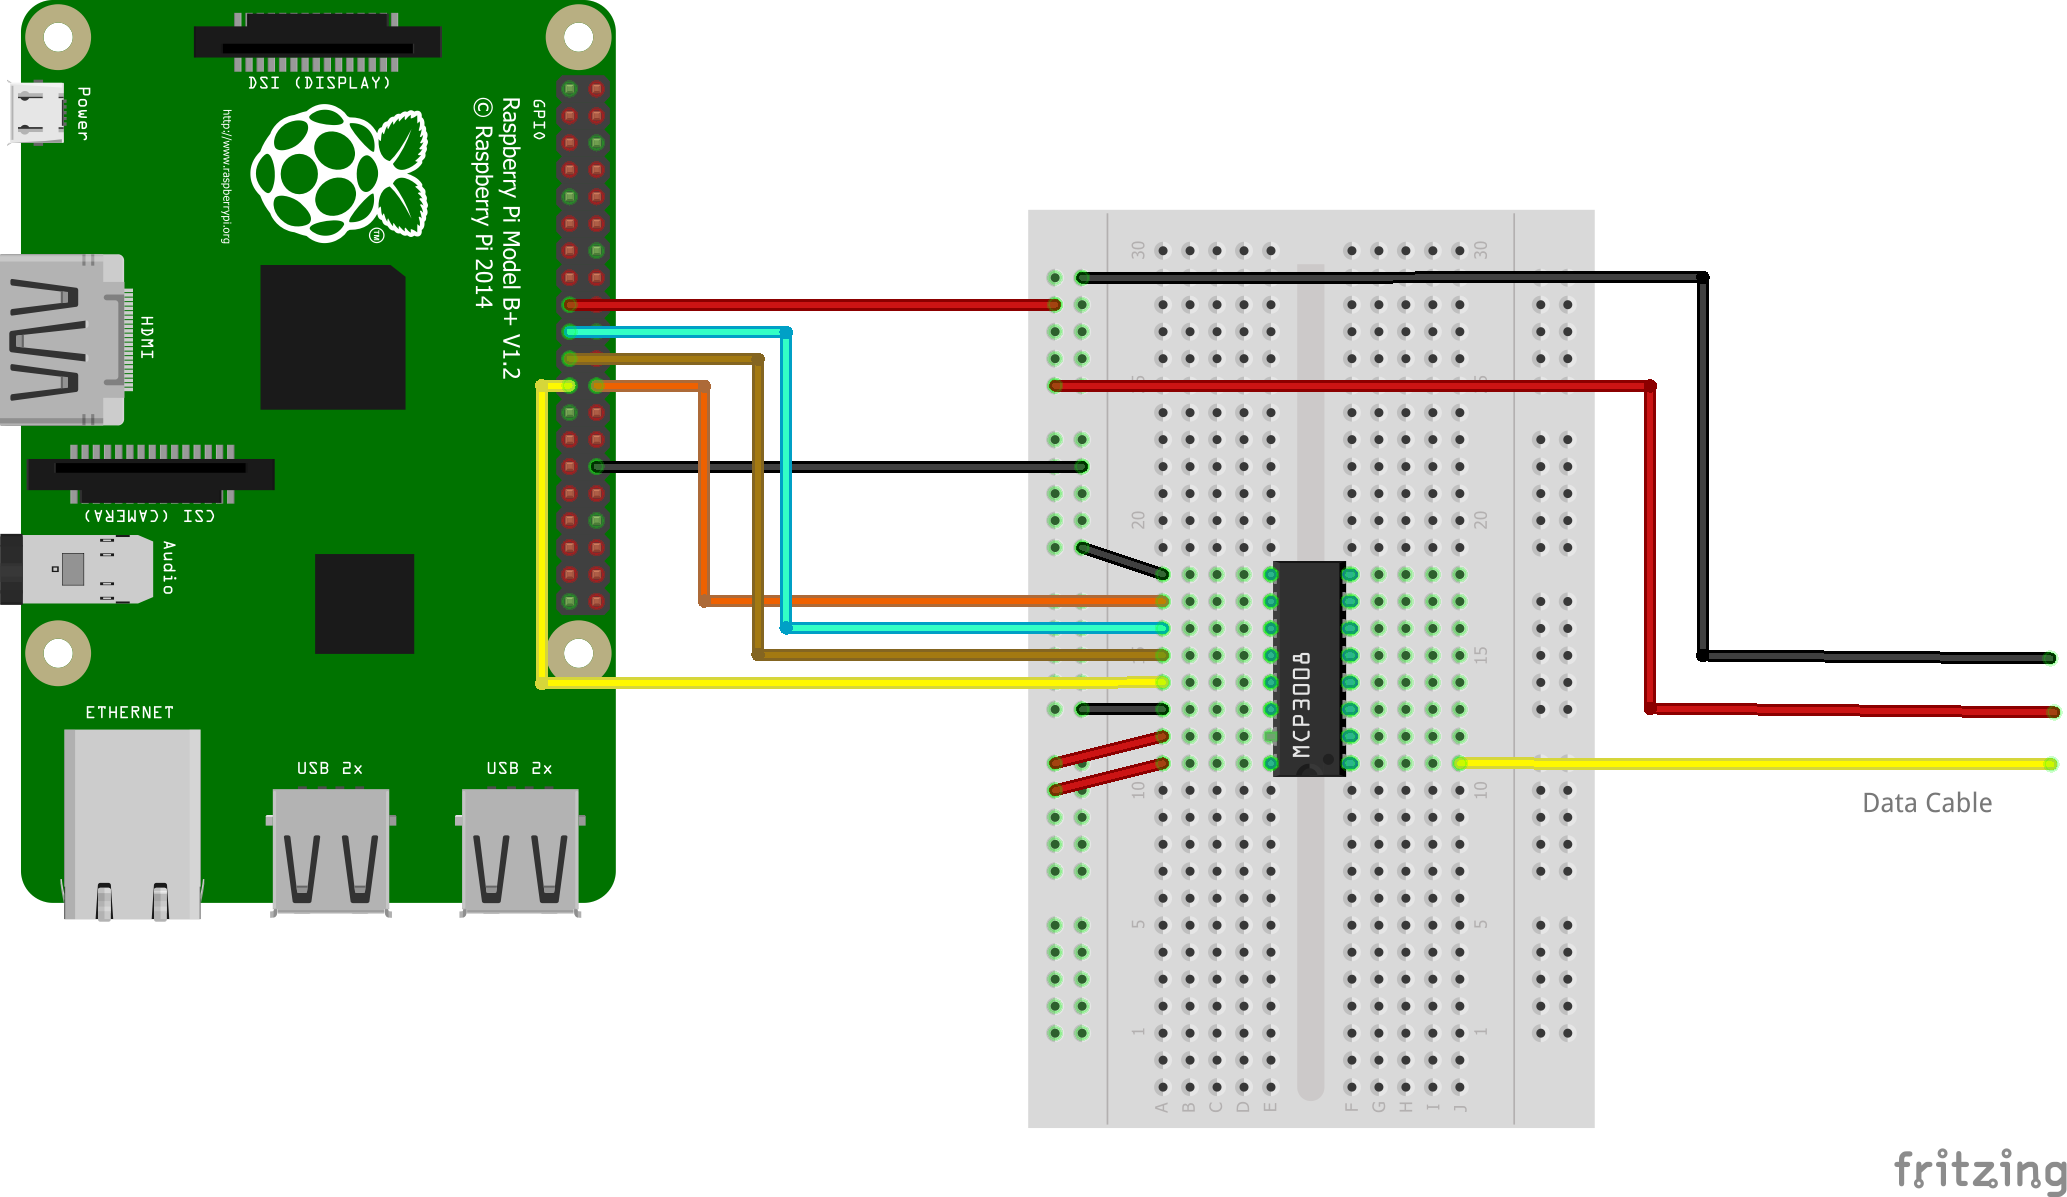 DSI (DISPLAY)
Power
http://www.raspberrypi.org
TM
GPIO
Raspberry Pi Model B+ V1.2
© Raspberry Pi 2014
HDMI
CSI (CAMERA)
Audio
ETHERNET
USB 2x
USB 2x
30
30
20
20
15
15
MCP3008
10
10
5
5
1
1
A B C D E F G H I J
Data Cable
fritzing